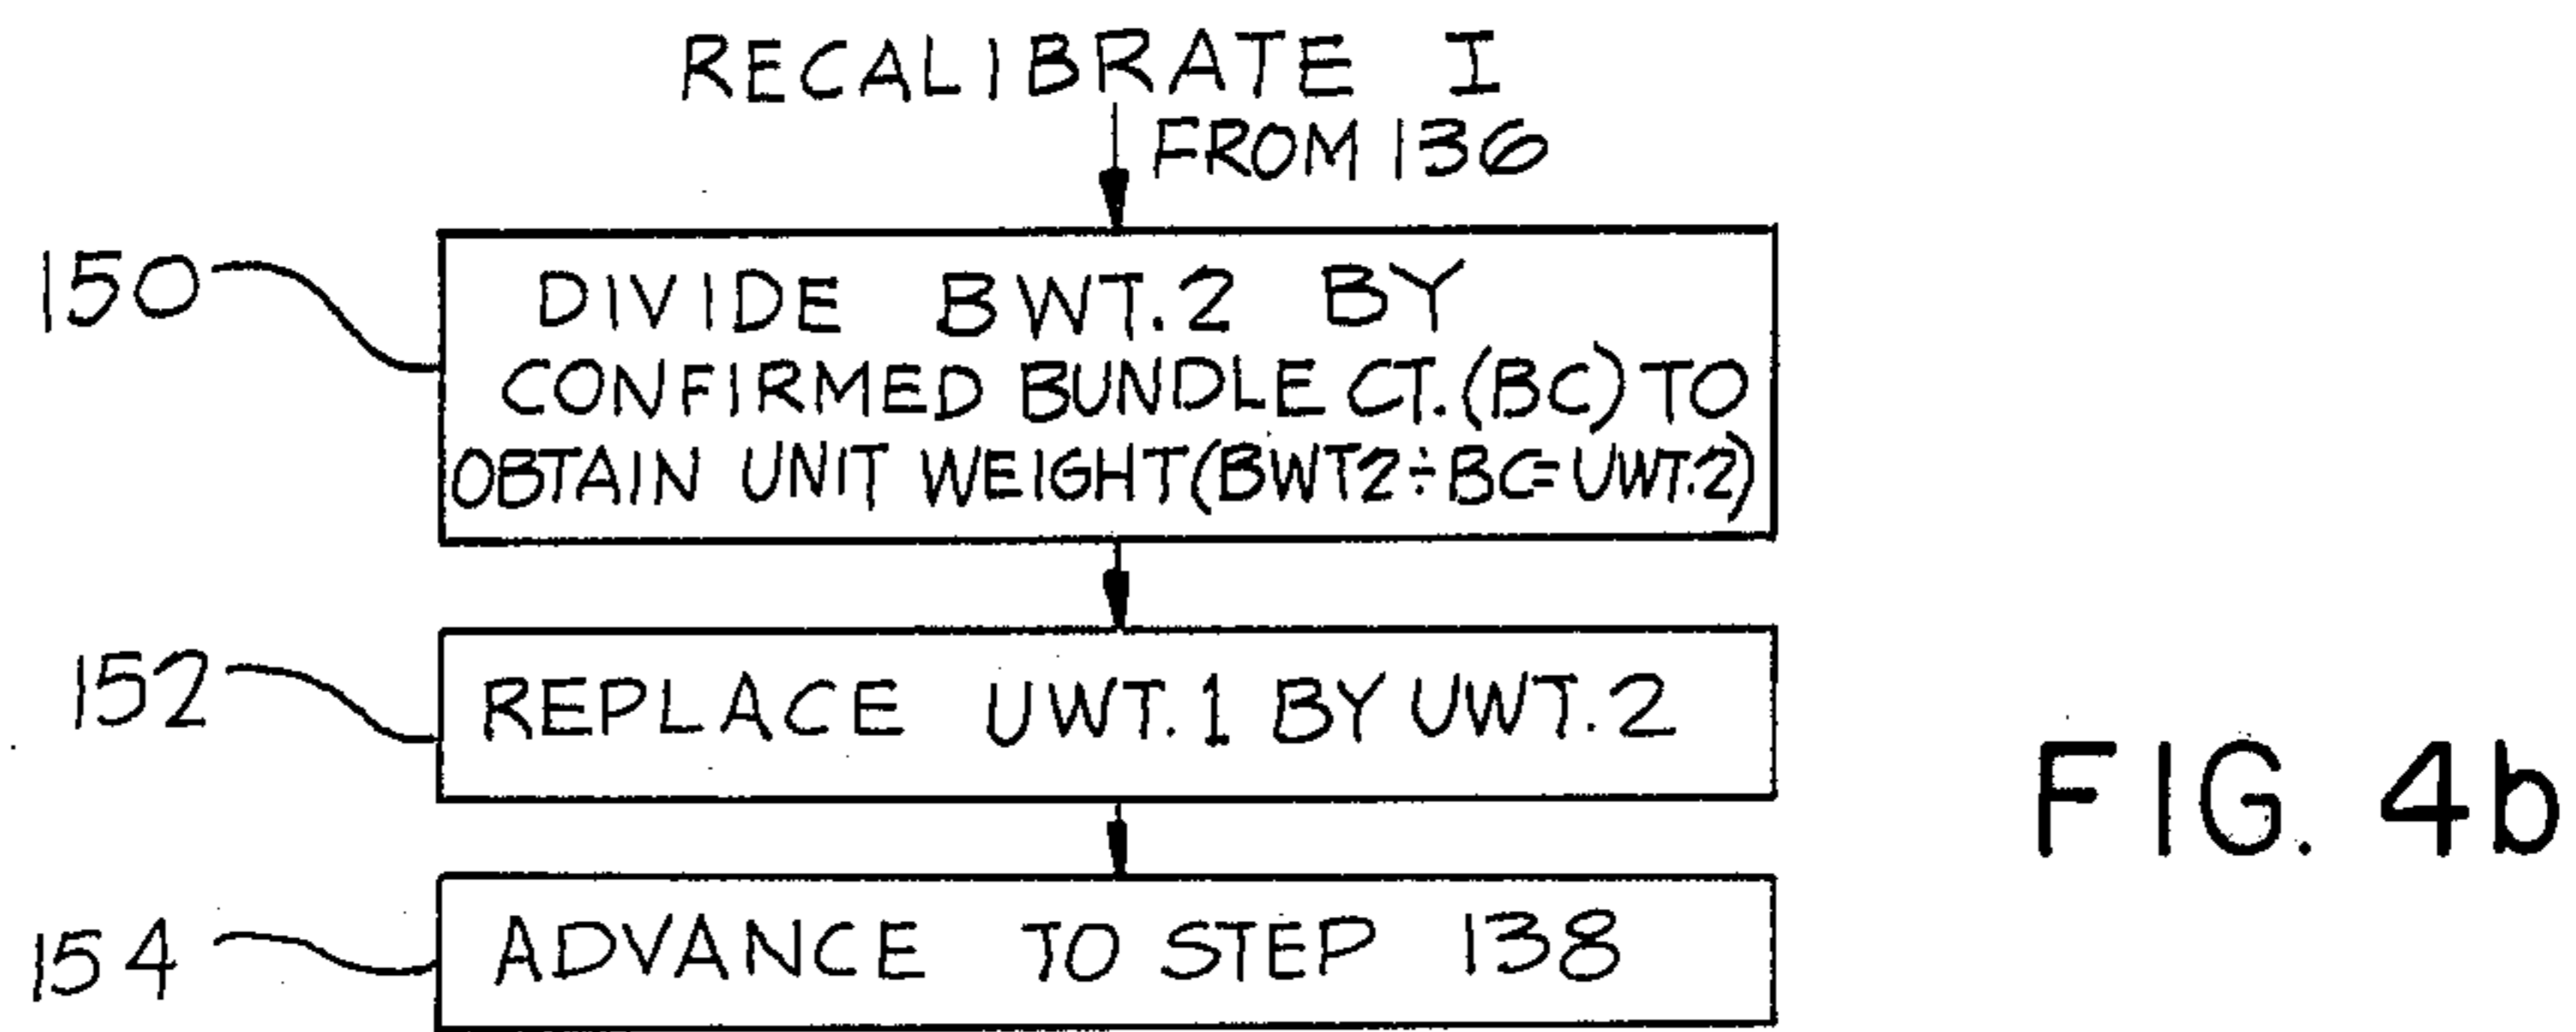 RECALIBRATE I
FROM 136
150
DIVIDE BWT.2 BY
CONFIRMED BUNDLE CT.(BC) TO
OBTAIN UNIT WEIGHT(BWT2÷BC=UWT.2)
152
REPLACE UWT.1 BY UWT.2
154
ADVANCE TO STEP 138
FIG. 4b